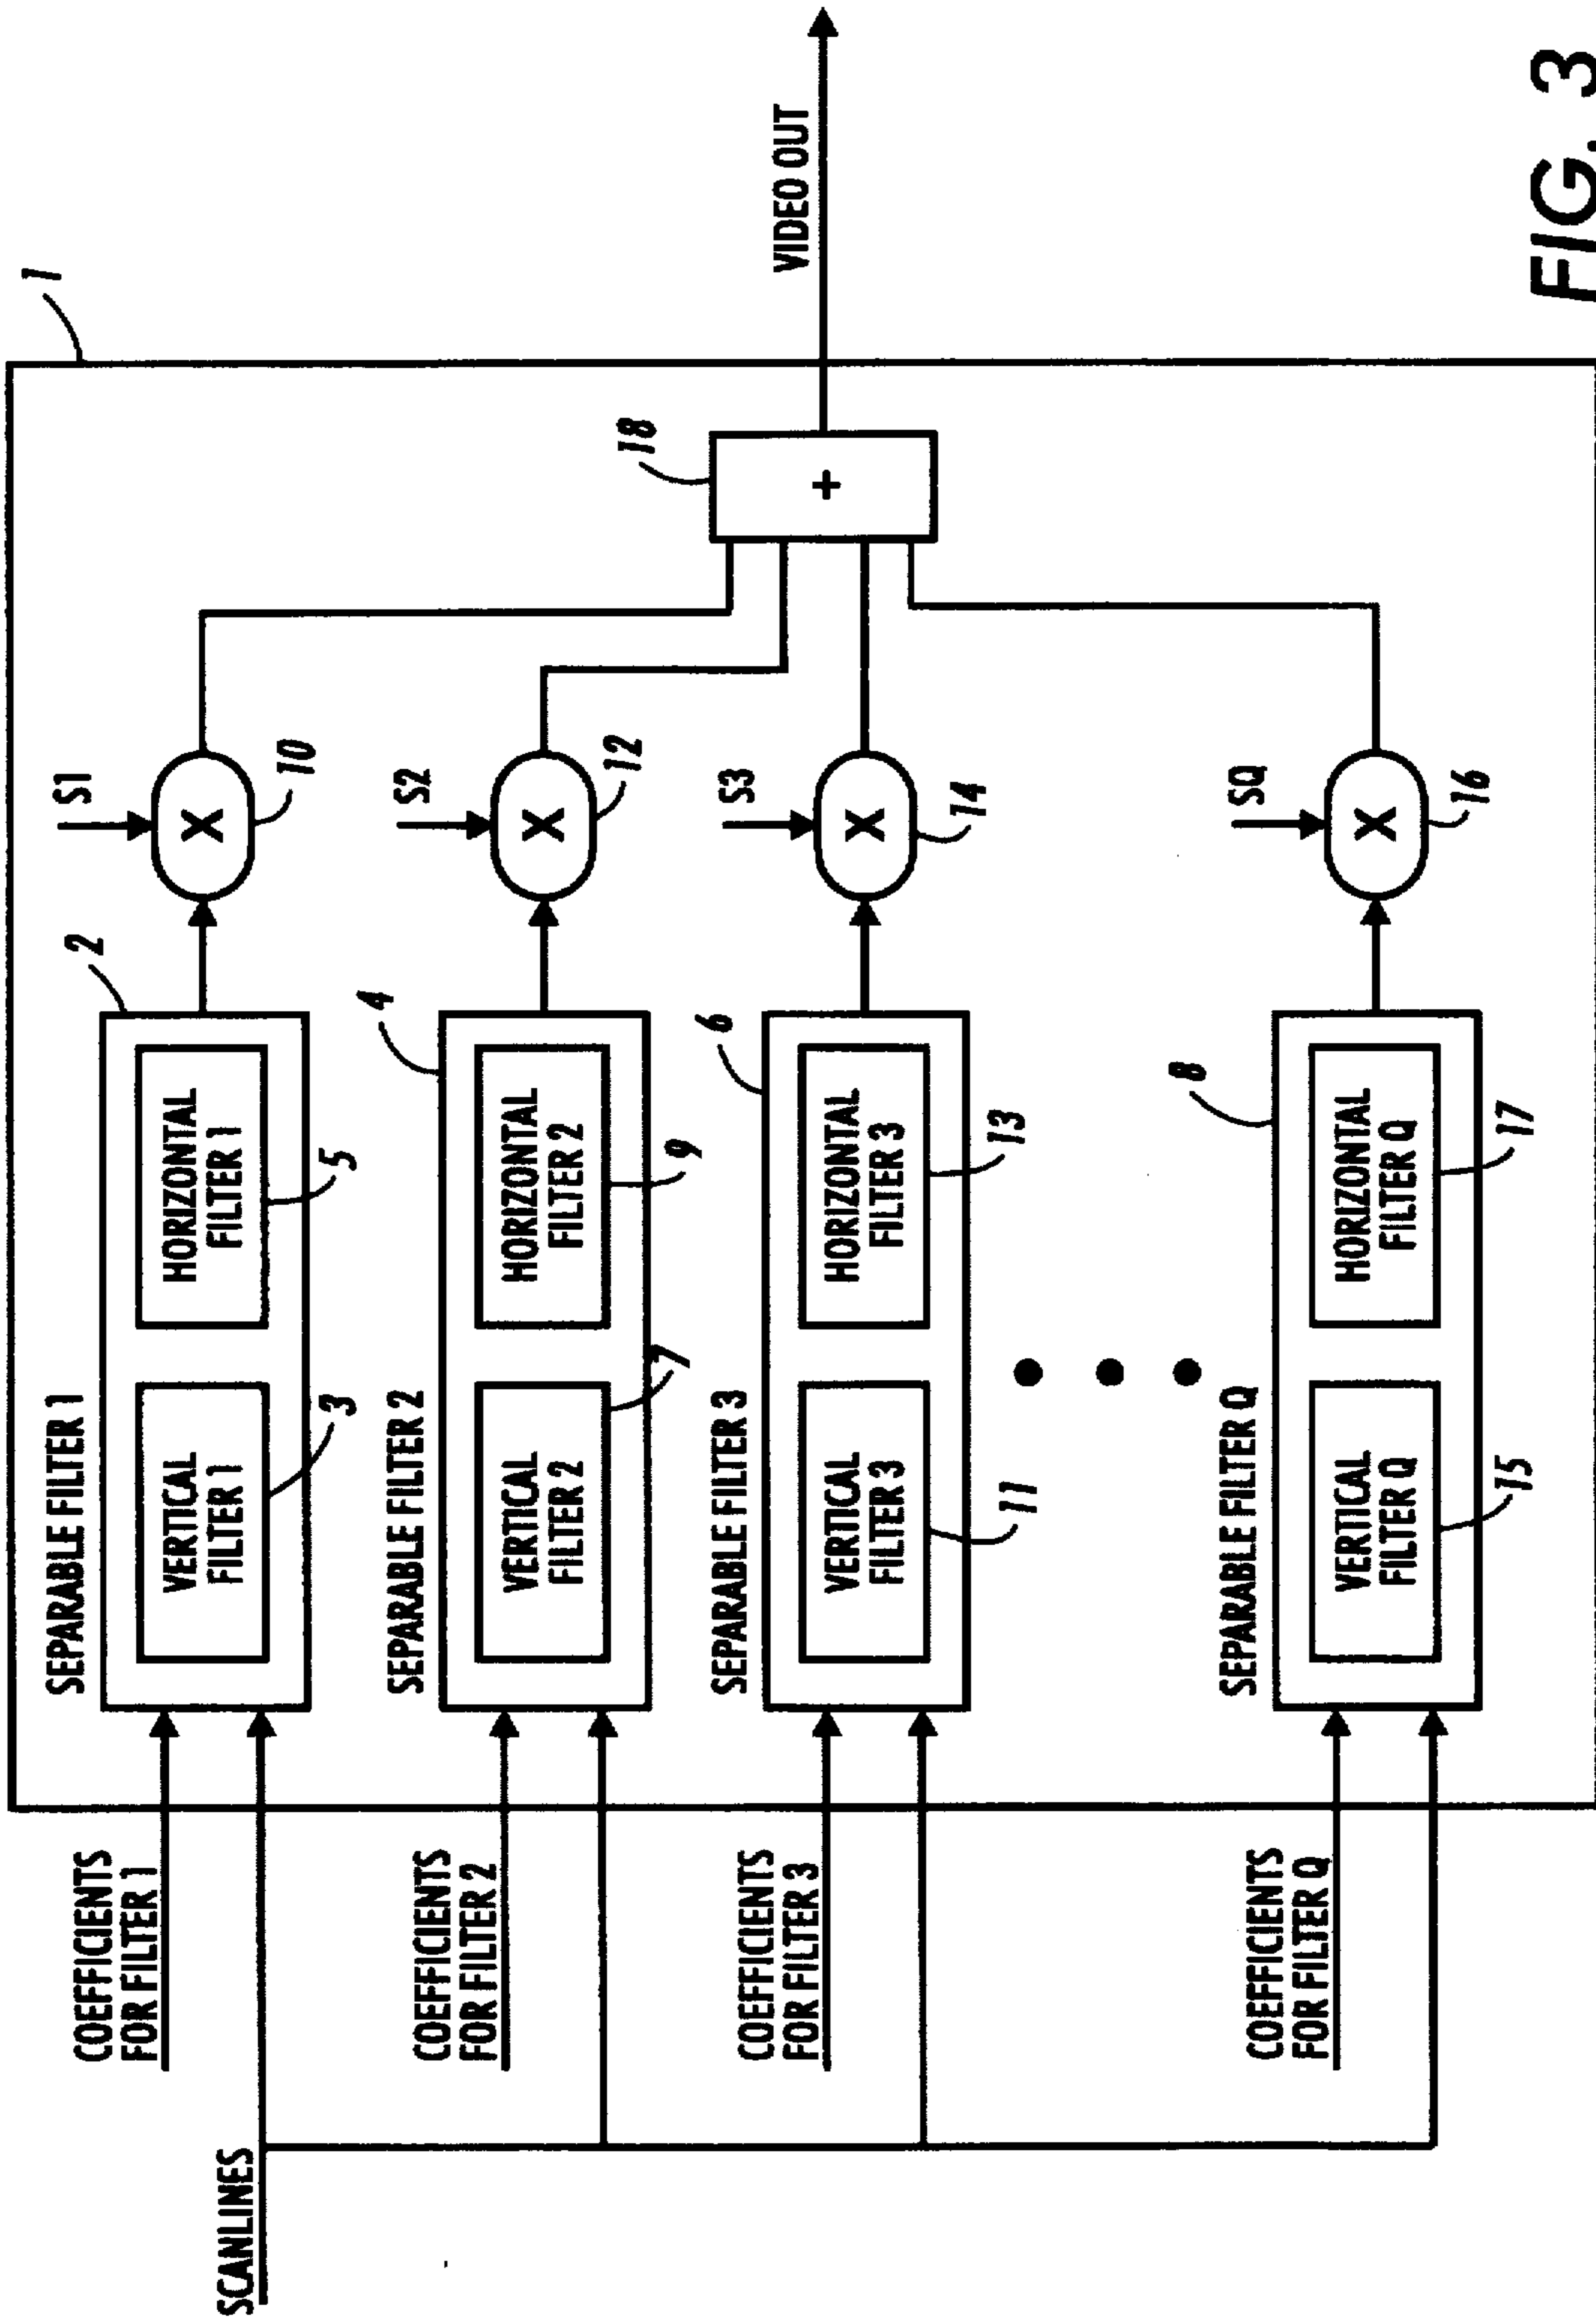 1
SEPARABLE FILTER 1
2
S1
COEFFICIENTS
FOR FILTER 1
VERTICAL
FILTER 1
HORIZONTAL
FILTER 1
X
3
5
10
SCANLINES
SEPARABLE FILTER 2
4
S2
COEFFICIENTS
FOR FILTER 2
VERTICAL
FILTER 2
HORIZONTAL
FILTER 2
X
7
9
12
18
+
VIDEO OUT
SEPARABLE FILTER 3
6
S3
COEFFICIENTS
FOR FILTER 3
VERTICAL
FILTER 3
HORIZONTAL
FILTER 3
X
11
13
14
SEPARABLE FILTER Q
8
SQ
COEFFICIENTS
FOR FILTER Q
VERTICAL
FILTER Q
HORIZONTAL
FILTER Q
X
15
17
16
FIG. 3